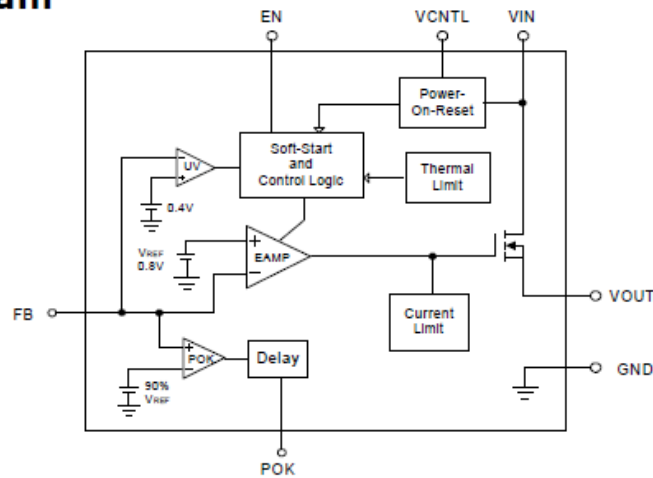 EN
VCNTL
VIN
Power-
On-Reset
Soft-Start
and
Control Logic
UV
-
+
Thermal
Limit
0.4V
VREF
0.8V
+
EAMP
-
FB
VOUT
Current
Limit
+
POK
-
Delay
GND
90%
VREF
POK